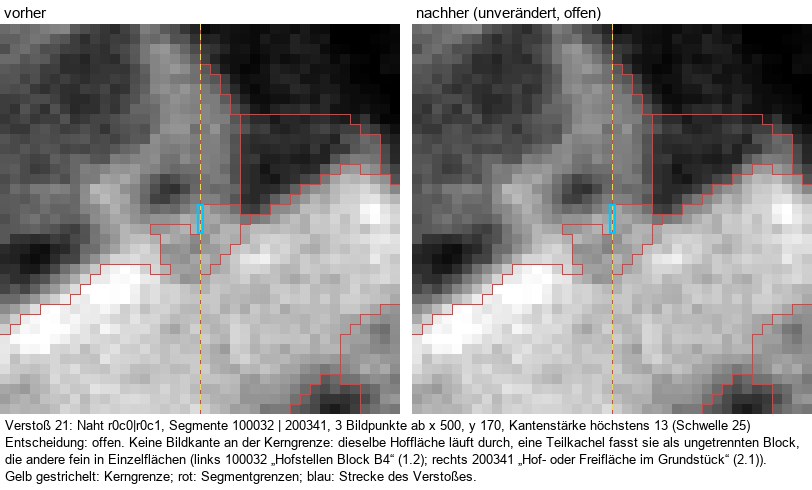 vorher
nachher (unverändert, offen)
Verstoß 21: Naht r0c0|r0c1, Segmente 100032 | 200341, 3 Bildpunkte ab x 500, y 170, Kantenstärke höchstens 13 (Schwelle 25)
Entscheidung: offen. Keine Bildkante an der Kerngrenze: dieselbe Hoffläche läuft durch, eine Teilkachel fasst sie als ungetrennten Block,
die andere fein in Einzelflächen (links 100032 „Hofstellen Block B4“ (1.2); rechts 200341 „Hof- oder Freifläche im Grundstück“ (2.1)).
Gelb gestrichelt: Kerngrenze; rot: Segmentgrenzen; blau: Strecke des Verstoßes.